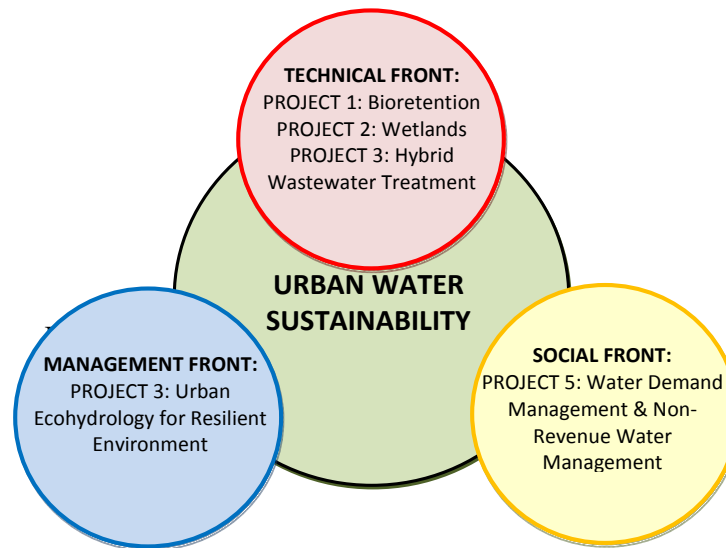 TECHNICAL FRONT:
PROJECT 1: Bioretention
PROJECT 2: Wetlands
PROJECT 3: Hybrid
Wastewater Treatment
URBAN WATER
SUSTAINABILITY
MANAGEMENT FRONT:
PROJECT 3: Urban
Ecohydrology for Resilient
Environment
SOCIAL FRONT:
PROJECT 5: Water Demand
Management & Non-
Revenue Water
Management